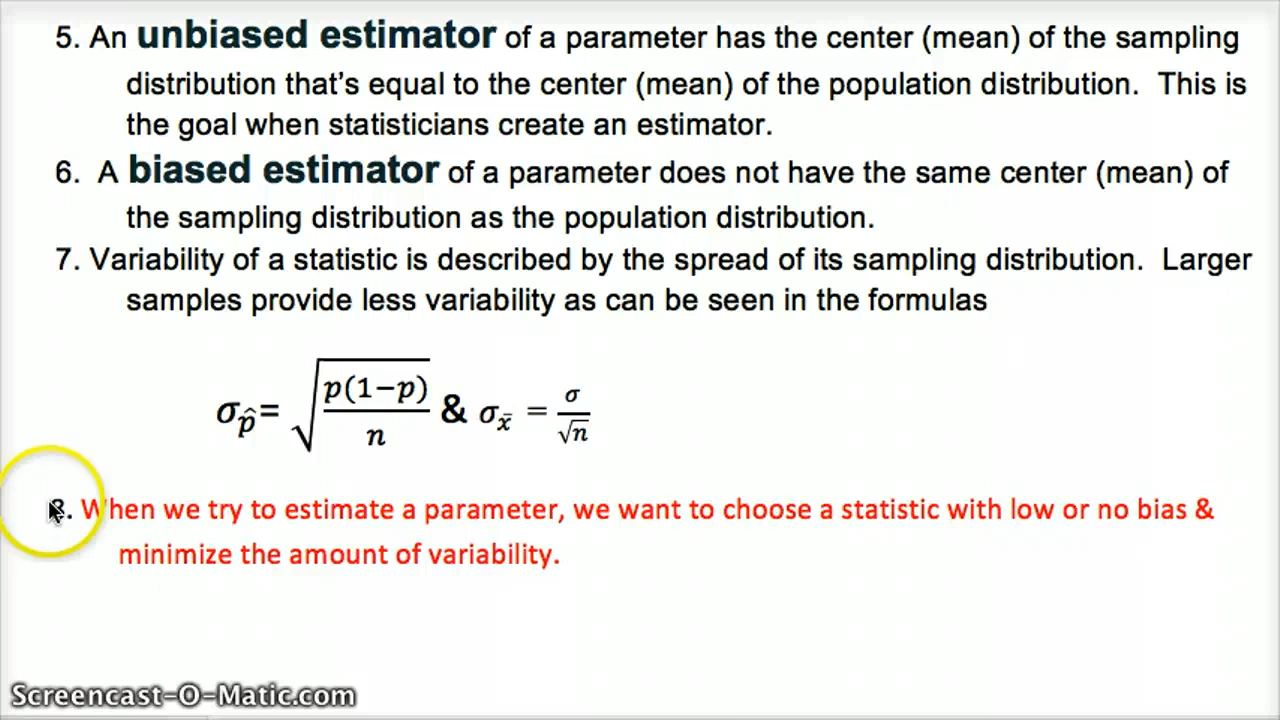 5. An unbiased estimator of a parameter has the center (mean) of the sampling
distribution that's equal to the center (mean) of the population distribution. This is
the goal when statisticians create an estimator.
6. A biased estimator of a parameter does not have the same center (mean) of
the sampling distribution as the population distribution.
7. Variability of a statistic is described by the spread of its sampling distribution. Larger
samples provide less variability as can be seen in the formulas
σ_p̂ = √(p(1−p)/n) & σ_x̄ = σ/√n
8. When we try to estimate a parameter, we want to choose a statistic with low or no bias &
minimize the amount of variability.
Screencast-O-Matic.com